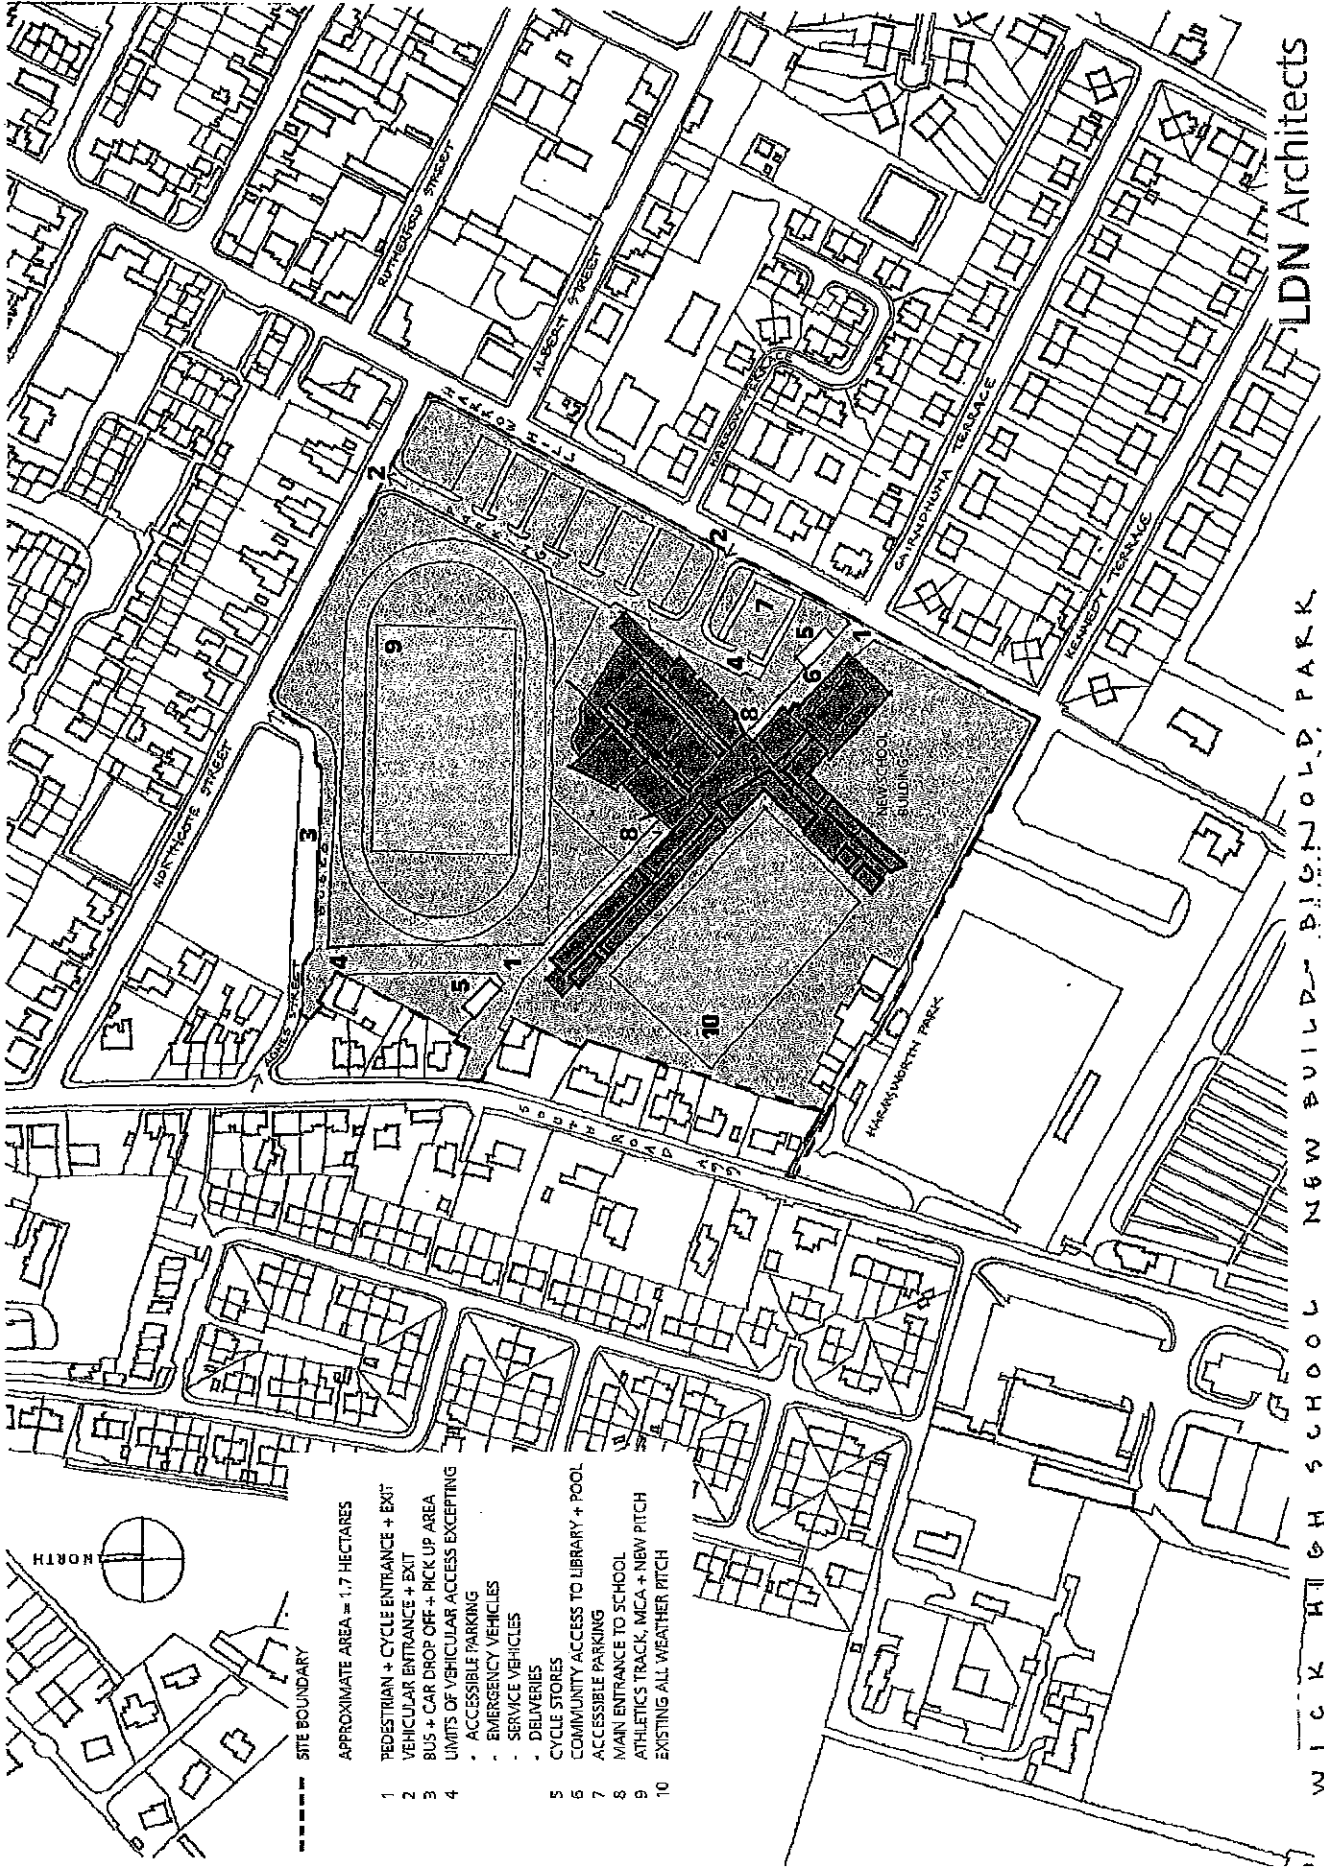 NORTH
SITE BOUNDARY
APPROXIMATE AREA = 1.7 HECTARES
1 PEDESTRIAN + CYCLE ENTRANCE + EXIT
2 VEHICULAR ENTRANCE + EXIT
3 BUS + CAR DROP OFF + PICK UP AREA
4 LIMITS OF VEHICULAR ACCESS EXCEPTING
- ACCESSIBLE PARKING
- EMERGENCY VEHICLES
- SERVICE VEHICLES
- DELIVERIES
5 CYCLE STORES
6 COMMUNITY ACCESS TO LIBRARY + POOL
7 ACCESSIBLE PARKING
8 MAIN ENTRANCE TO SCHOOL
9 ATHLETICS TRACK, MCA + NEW PITCH
10 EXISTING ALL WEATHER PITCH
RUTHERFORD STREET
ALBERT STREET
HARROW HILL
HARROW TERRACE
CAIRNDHUNA TERRACE
KENNEDY TERRACE
NORTHCOTE STREET
AGNES STREET
SOUTH ROAD
HARMSWORTH PARK
PARKING
NEW SCHOOL
BUILDING
2
9
3
4
5
1
8
10
2
7
5
4
6
1
8
WICK HIGH SCHOOL NEW BUILD - BIGNOLD PARK
LDN Architects